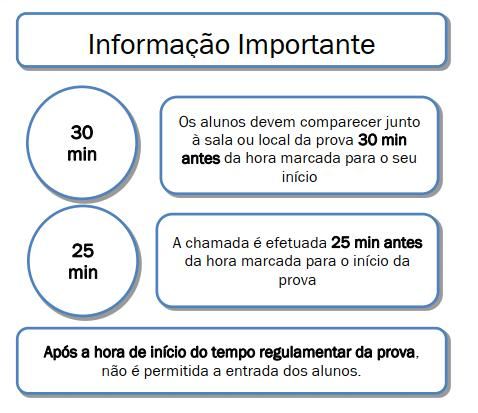 Informação Importante
30
min
Os alunos devem comparecer junto
à sala ou local da prova 30 min
antes da hora marcada para o seu
início
25
min
A chamada é efetuada 25 min antes
da hora marcada para o início da
prova
Após a hora de início do tempo regulamentar da prova,
não é permitida a entrada dos alunos.